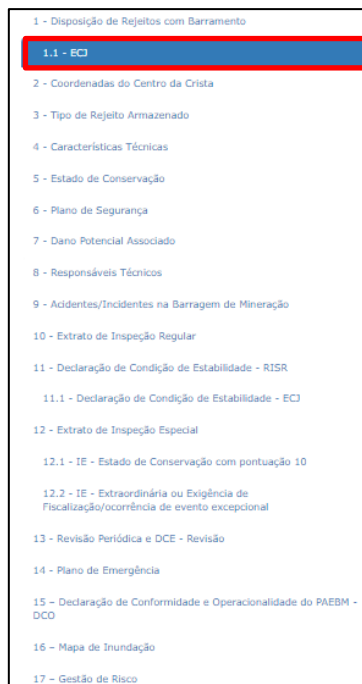 1 - Disposição de Rejeitos com Barramento
1.1 - ECJ
2 - Coordenadas do Centro da Crista
3 - Tipo de Rejeito Armazenado
4 - Características Técnicas
5 - Estado de Conservação
6 - Plano de Segurança
7 - Dano Potencial Associado
8 - Responsáveis Técnicos
9 - Acidentes/Incidentes na Barragem de Mineração
10 - Extrato de Inspeção Regular
11 - Declaração de Condição de Estabilidade - RISR
11.1 - Declaração de Condição de Estabilidade - ECJ
12 - Extrato de Inspeção Especial
12.1 - IE - Estado de Conservação com pontuação 10
12.2 - IE - Extraordinária ou Exigência de
Fiscalização/ocorrência de evento excepcional
13 - Revisão Periódica e DCE - Revisão
14 - Plano de Emergência
15 – Declaração de Conformidade e Operacionalidade do PAEBM -
DCO
16 – Mapa de Inundação
17 – Gestão de Risco